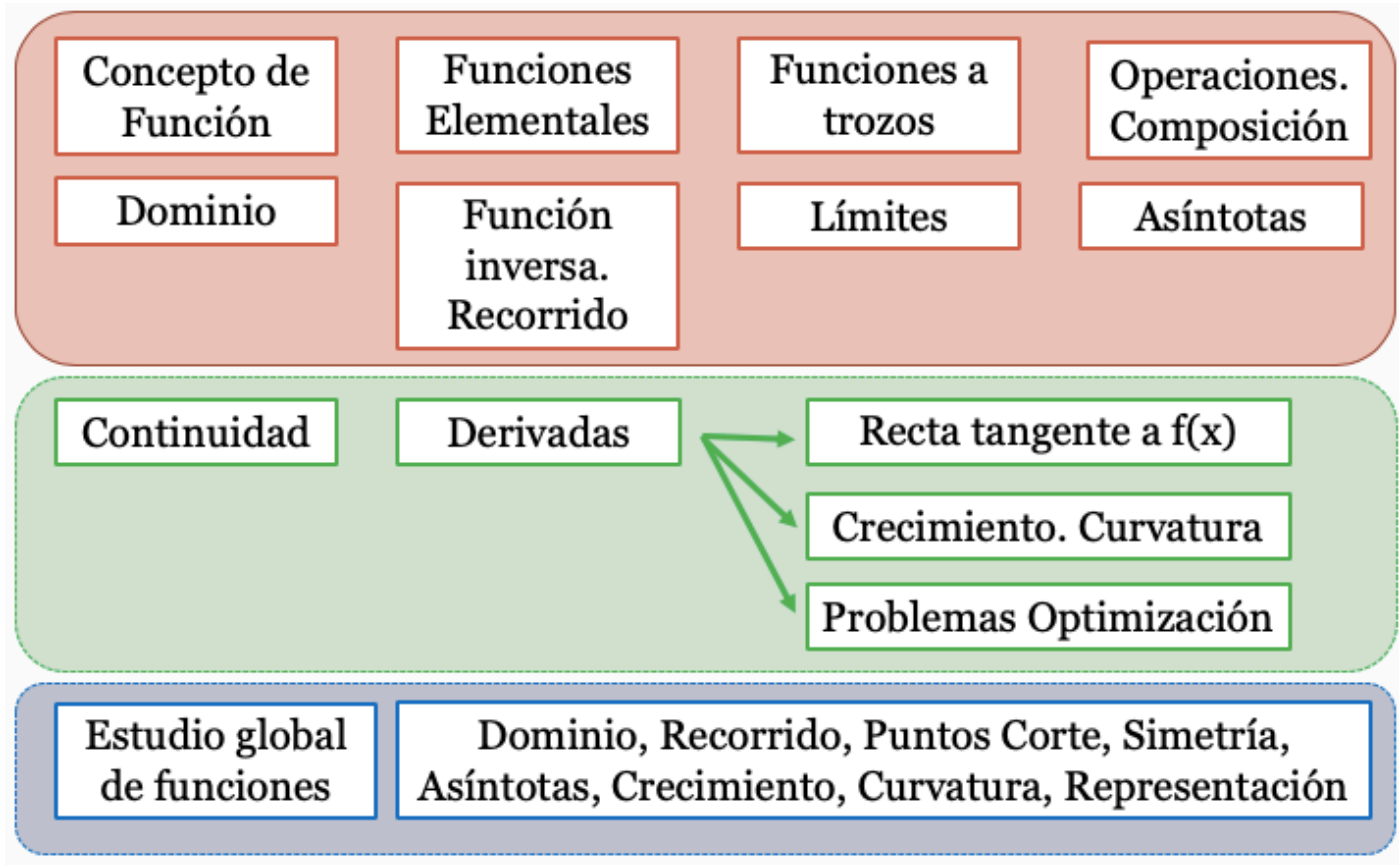 Concepto de
Función
Funciones
Elementales
Funciones a
trozos
Operaciones.
Composición
Dominio
Función
inversa.
Recorrido
Límites
Asíntotas
Continuidad
Derivadas
Recta tangente a f(x)
Crecimiento. Curvatura
Problemas Optimización
Estudio global
de funciones
Dominio, Recorrido, Puntos Corte, Simetría,
Asíntotas, Crecimiento, Curvatura, Representación